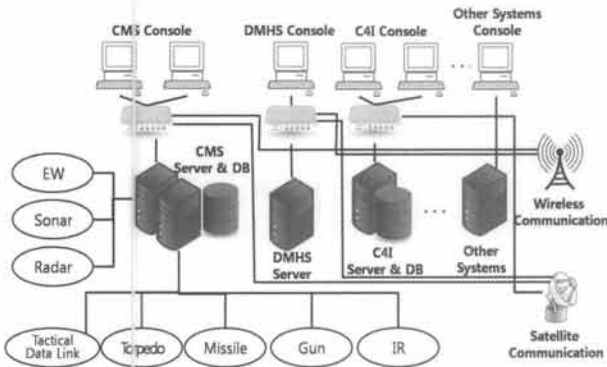 CMS Console
DMHS Console
C4I Console
Other Systems
Console
...
CMS
Server & DB
EW
Sonar
Radar
DMHS
Server
C4I
Server & DB
...
Other
Systems
Wireless
Communication
Tactical
Data Link
Torpedo
Missile
Gun
IR
Satellite
Communication